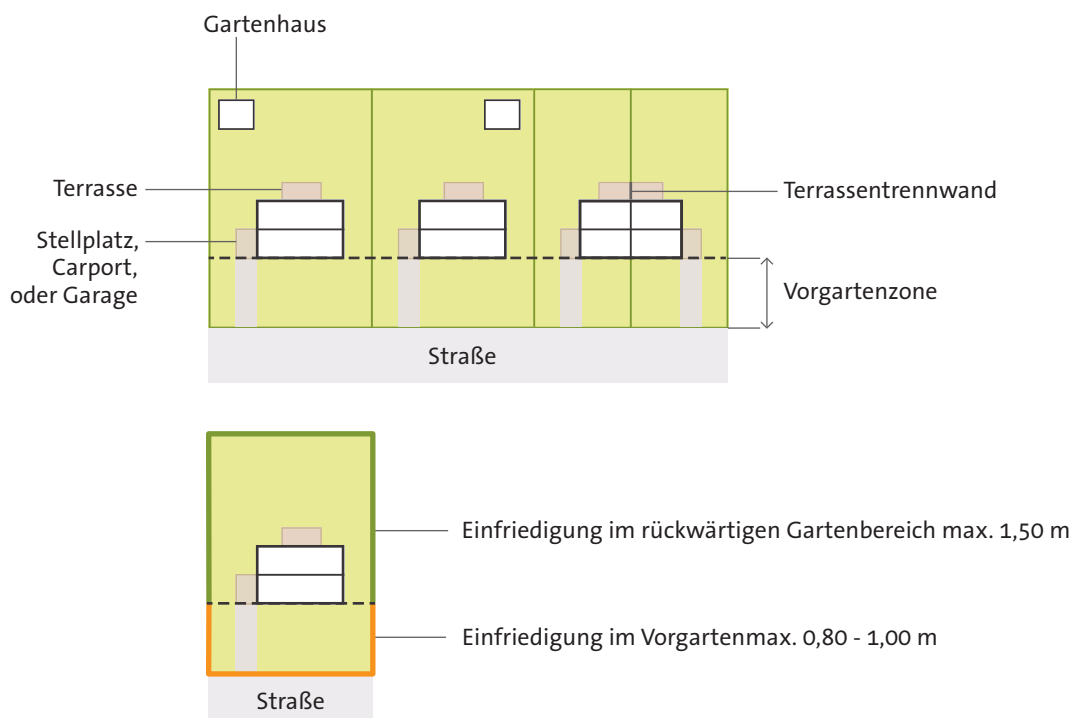 Gartenhaus
Terrasse
Terrassentrennwand
Stellplatz,
Carport,
oder Garage
Vorgartenzone
Straße
Einfriedigung im rückwärtigen Gartenbereich max. 1,50 m
Einfriedigung im Vorgartenmax. 0,80 - 1,00 m
Straße